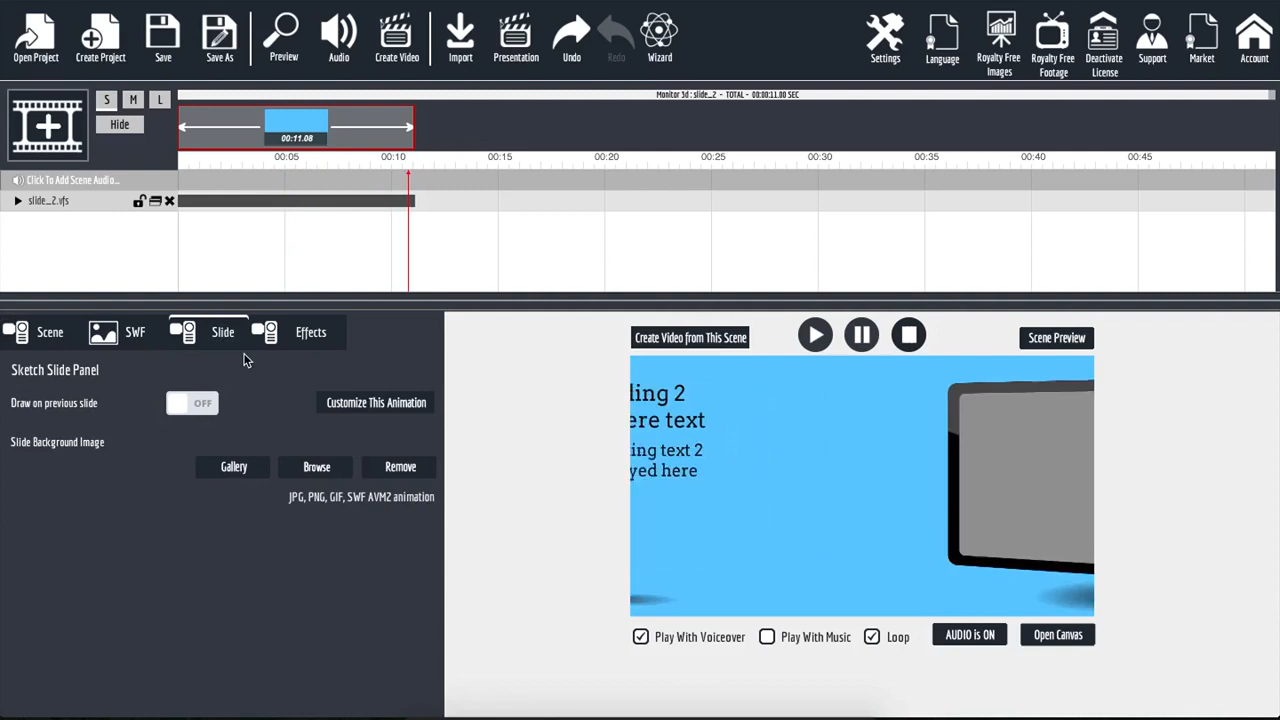 Open Project
Create Project
Save
Save As
Preview
Audio
Create Video
Import
Presentation
Undo
Redo
Wizard
Settings
Language
Royalty Free
Images
Royalty Free
Footage
Deactivate
License
Support
Market
Account
S M L
Hide
Monitor 3d : slide_2 - TOTAL - 00:00:11.00 SEC
00:11.08
00:05 00:10 00:15 00:20 00:25 00:30 00:35 00:40 00:45
Click To Add Scene Audio...
slide_2.vfs
Scene SWF Slide Effects
Sketch Slide Panel
Draw on previous slide OFF Customize This Animation
Slide Background Image
Gallery Browse Remove
JPG, PNG, GIF, SWF AVM2 animation
Create Video from This Scene
Scene Preview
ding 2
ere text
ing text 2
yed here
Play With Voiceover Play With Music Loop AUDIO is ON Open Canvas